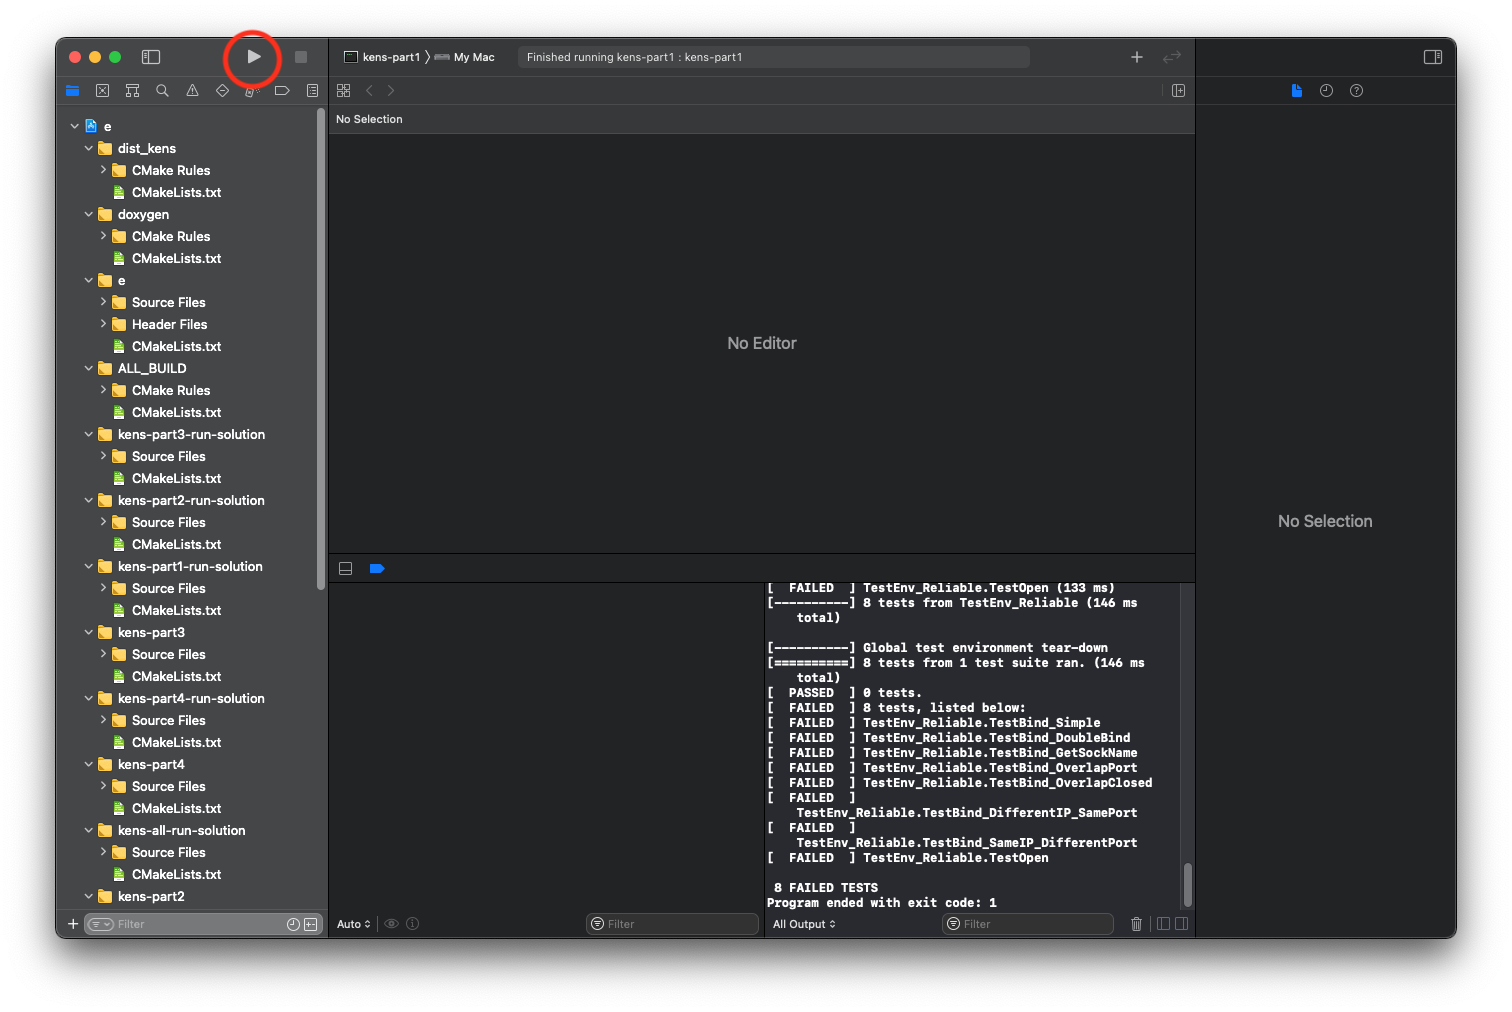 kens-part1 〉 My Mac
Finished running kens-part1 : kens-part1
No Selection
e
dist_kens
CMake Rules
CMakeLists.txt
doxygen
CMake Rules
CMakeLists.txt
e
Source Files
Header Files
CMakeLists.txt
ALL_BUILD
CMake Rules
CMakeLists.txt
kens-part3-run-solution
Source Files
CMakeLists.txt
kens-part2-run-solution
Source Files
CMakeLists.txt
kens-part1-run-solution
Source Files
CMakeLists.txt
kens-part3
Source Files
CMakeLists.txt
kens-part4-run-solution
Source Files
CMakeLists.txt
kens-part4
Source Files
CMakeLists.txt
kens-all-run-solution
Source Files
CMakeLists.txt
kens-part2
Filter
No Editor
No Selection
[  FAILED  ] TestEnv_Reliable.TestOpen (133 ms)
[----------] 8 tests from TestEnv_Reliable (146 ms
total)
[----------] Global test environment tear-down
[==========] 8 tests from 1 test suite ran. (146 ms
total)
[  PASSED  ] 0 tests.
[  FAILED  ] 8 tests, listed below:
[  FAILED  ] TestEnv_Reliable.TestBind_Simple
[  FAILED  ] TestEnv_Reliable.TestBind_DoubleBind
[  FAILED  ] TestEnv_Reliable.TestBind_GetSockName
[  FAILED  ] TestEnv_Reliable.TestBind_OverlapPort
[  FAILED  ] TestEnv_Reliable.TestBind_OverlapClosed
[  FAILED  ]
TestEnv_Reliable.TestBind_DifferentIP_SamePort
[  FAILED  ]
TestEnv_Reliable.TestBind_SameIP_DifferentPort
[  FAILED  ] TestEnv_Reliable.TestOpen
8 FAILED TESTS
Program ended with exit code: 1
Auto
Filter
All Output
Filter